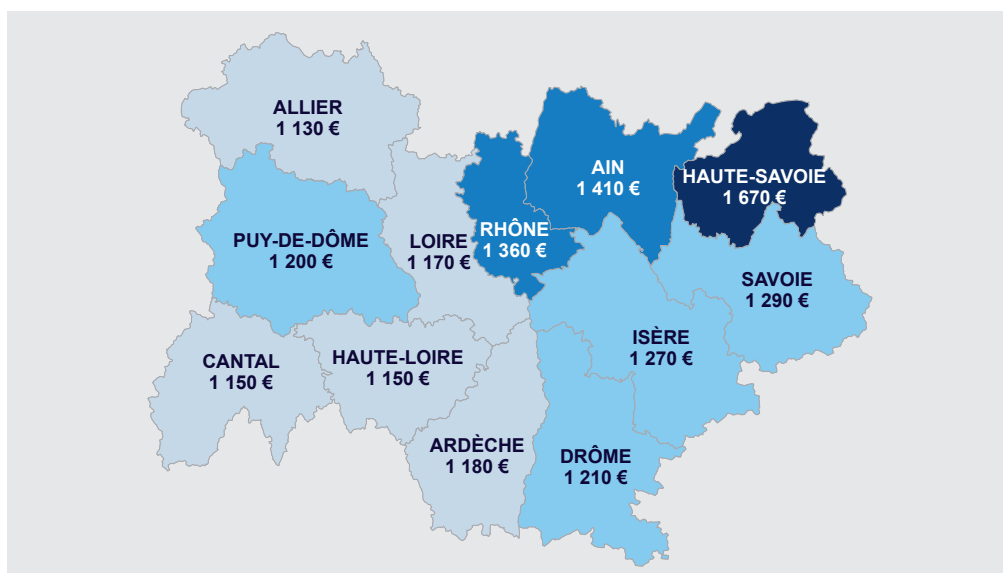 ALLIER
1 130 €
AIN
1 410 €
HAUTE-SAVOIE
1 670 €
PUY-DE-DÔME
1 200 €
LOIRE
1 170 €
RHÔNE
1 360 €
SAVOIE
1 290 €
ISÈRE
1 270 €
CANTAL
1 150 €
HAUTE-LOIRE
1 150 €
ARDÈCHE
1 180 €
DRÔME
1 210 €